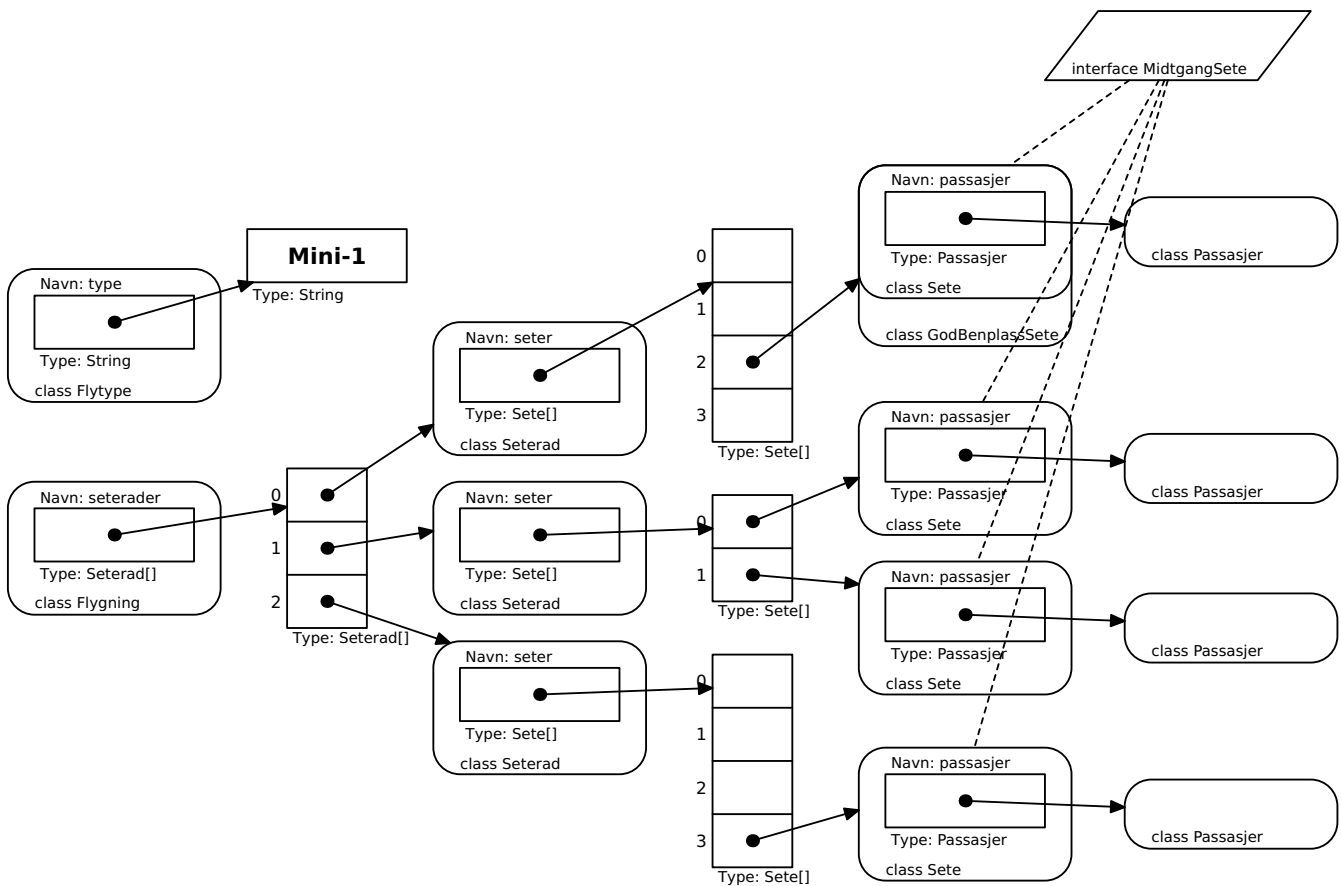 interface MidtgangSete
Navn: passasjer
Type: Passasjer
class Sete
class GodBenplassSete
class Passasjer
Mini-1
Type: String
Navn: type
Type: String
class Flytype
0
1
2
3
Type: Sete[]
Navn: seter
Type: Sete[]
class Seterad
Navn: passasjer
Type: Passasjer
class Sete
class Passasjer
Navn: seterader
Type: Seterad[]
class Flygning
0
1
2
Type: Seterad[]
Navn: seter
Type: Sete[]
class Seterad
0
1
Type: Sete[]
Navn: passasjer
Type: Passasjer
class Sete
class Passasjer
Navn: seter
Type: Sete[]
class Seterad
0
1
2
3
Type: Sete[]
Navn: passasjer
Type: Passasjer
class Sete
class Passasjer